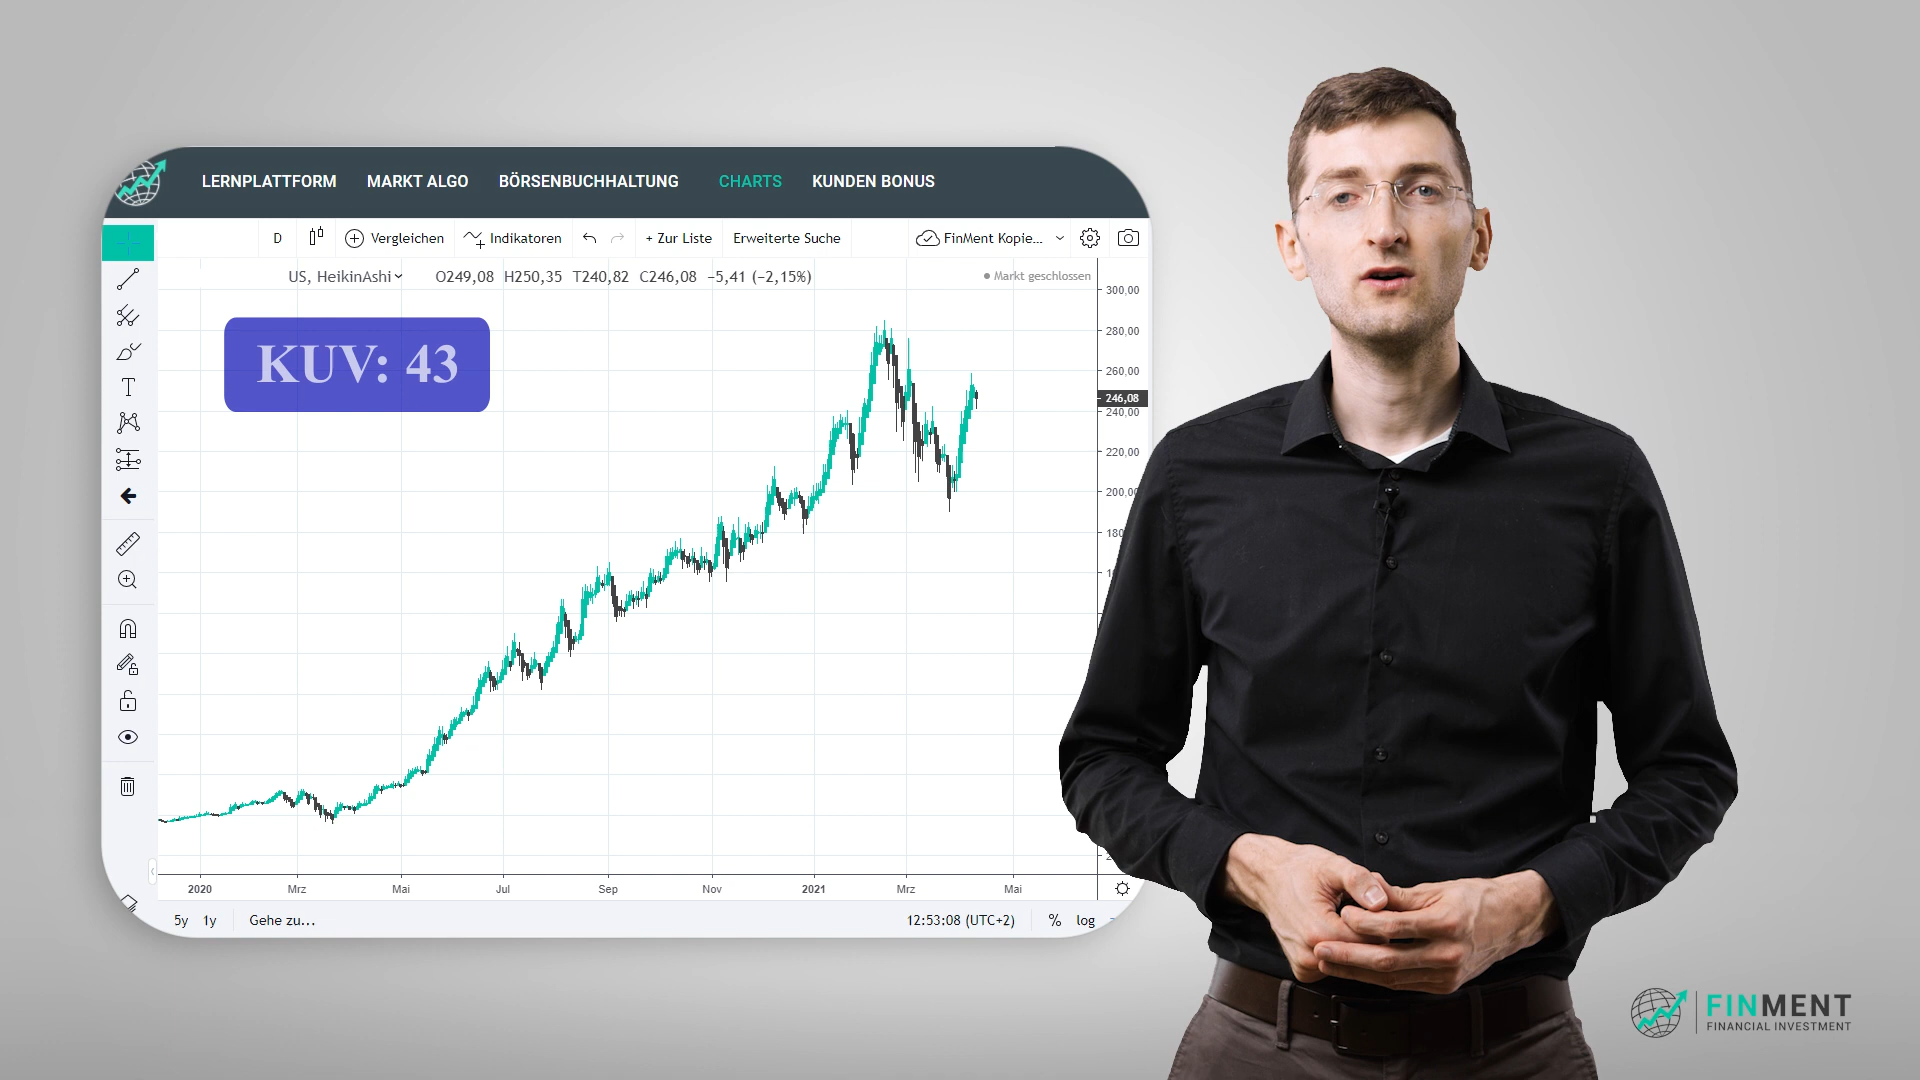 LERNPLATTFORM MARKT ALGO BÖRSENBUCHHALTUNG CHARTS KUNDEN BONUS
D Vergleichen Indikatoren + Zur Liste Erweiterte Suche FinMent Kopie...
US, HeikinAshi O249,08 H250,35 T240,82 C246,08 −5,41 (−2,15%)
Markt geschlossen
KUV: 43
300,00
280,00
260,00
246,08
240,00
220,00
200,00
180
2020 Mrz Mai Jul Sep Nov 2021 Mrz Mai
5y 1y Gehe zu... 12:53:08 (UTC+2) % log
FINMENT
FINANCIAL INVESTMENT